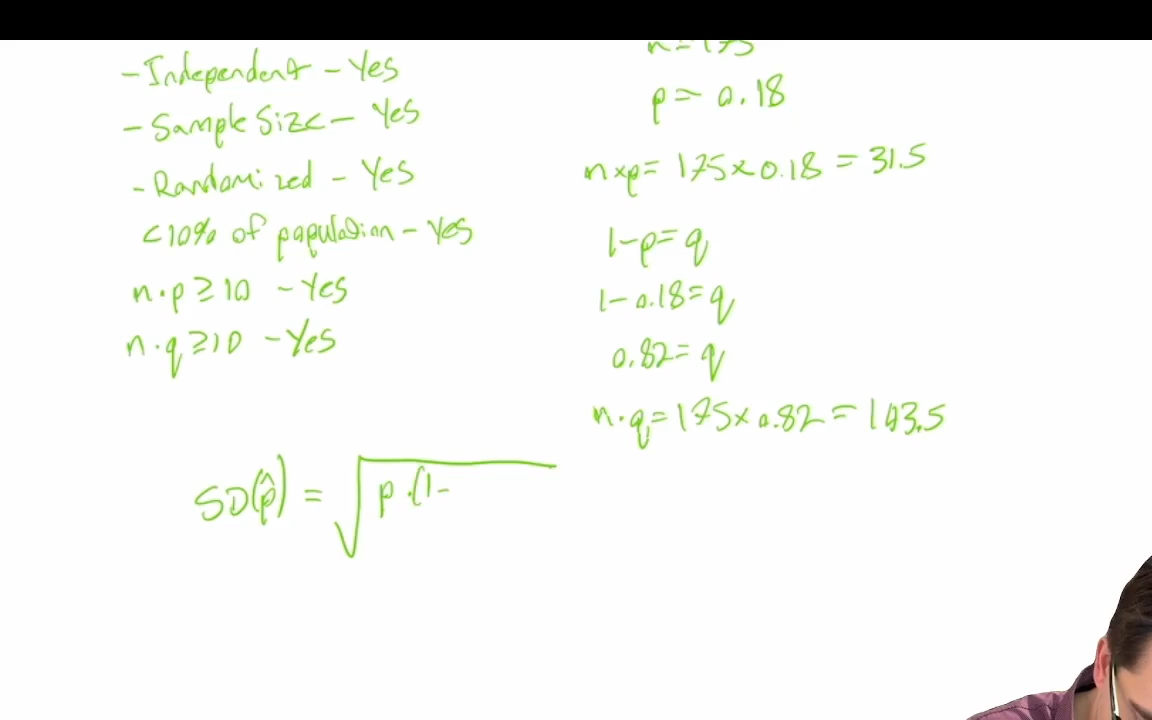 - Independent - Yes
- Sample Size - Yes
- Randomized - Yes
<10% of population - Yes
n·p ≥ 10 - Yes
n·q ≥ 10 - Yes
n = 175
p = 0.18
n×p = 175×0.18 = 31.5
1-p = q
1-0.18 = q
0.82 = q
n·q = 175×0.82 = 143.5
SD(p̂) = √p·(1-